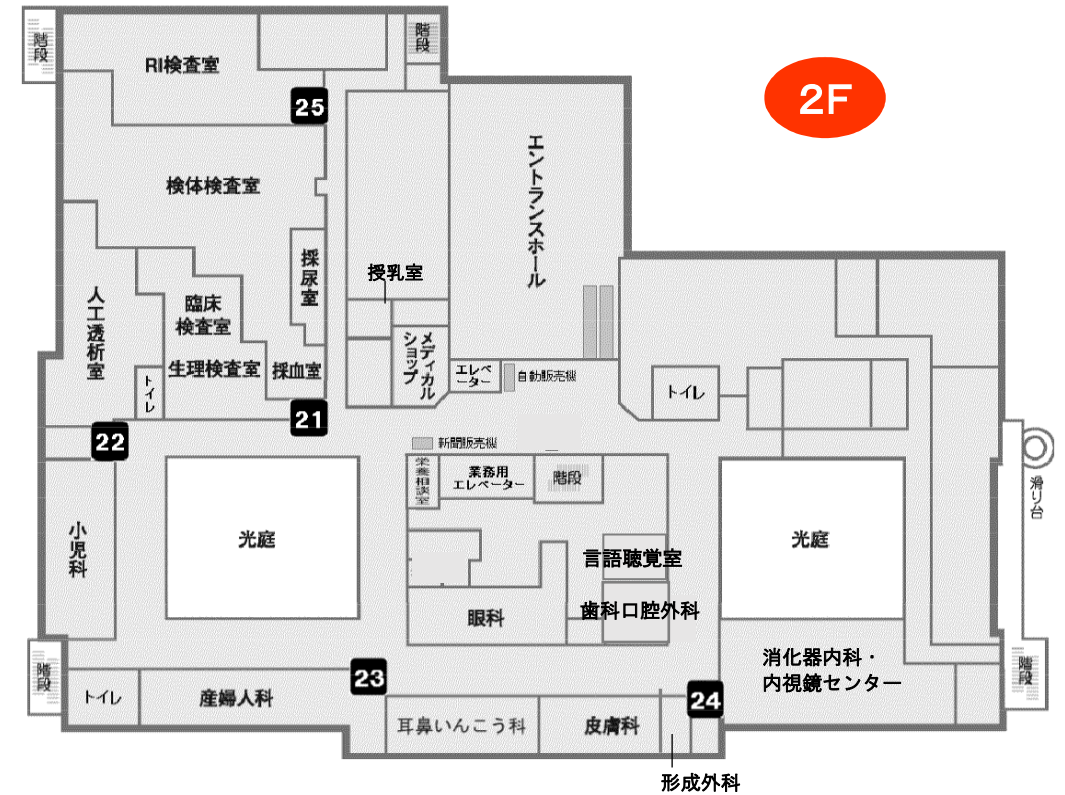 階段
階段
2F
RI検査室
25
エントランスホール
検体検査室
採尿室
授乳室
人工透析室
臨床
検査室
生理検査室
採血室
トイレ
メディカル
ショップ
エレベ
ーター
自動販売機
トイレ
21
22
新聞販売機
栄養相談室
業務用
エレベーター
階段
滑り台
小児科
光庭
光庭
言語聴覚室
歯科口腔外科
眼科
消化器内科・
内視鏡センター
階段
階段
23
トイレ
産婦人科
24
耳鼻いんこう科
皮膚科
形成外科